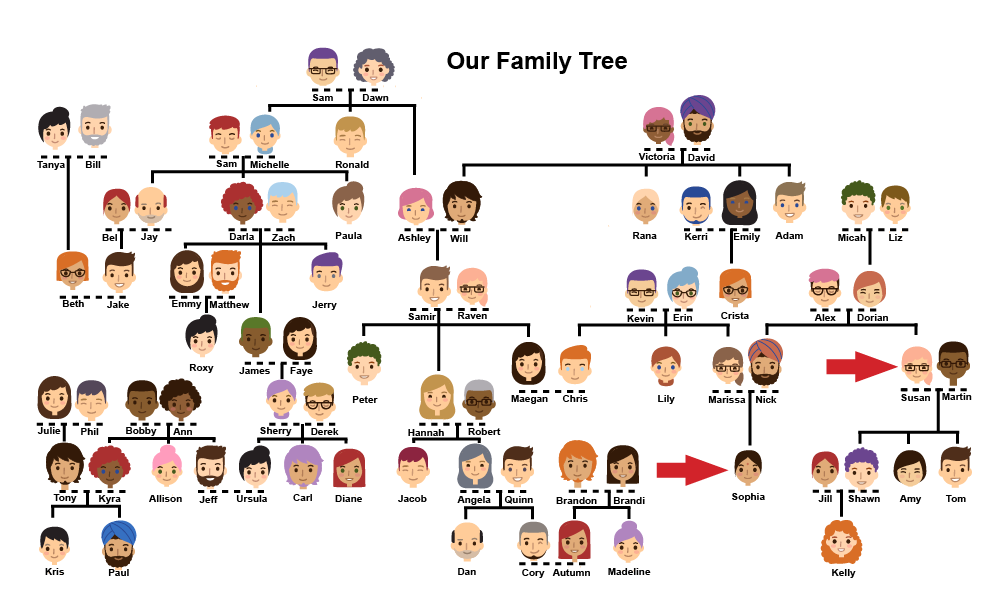 Our Family Tree
Sam Dawn
Tanya Bill
Sam Michelle Ronald
Victoria David
Bel Jay
Darla Zach Paula
Ashley Will
Rana Kerri Emily Adam
Micah Liz
Beth Jake
Emmy Matthew Jerry
Samir Raven
Kevin Erin Crista
Alex Dorian
Roxy James Faye
Peter
Maegan Chris
Lily Marissa Nick
Susan Martin
Julie Phil
Bobby Ann
Sherry Derek
Hannah Robert
Tony Kyra Allison Jeff Ursula Carl Diane
Jacob Angela Quinn
Brandon Brandi
Sophia
Jill Shawn Amy Tom
Kris Paul
Dan Cory Autumn Madeline
Kelly